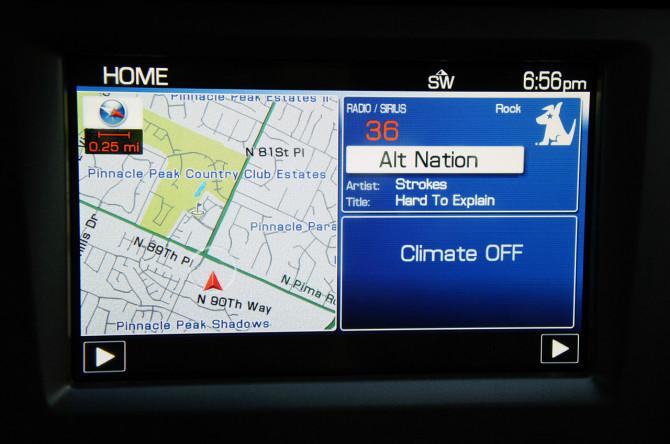 HOME
SW
6:56pm
0.25 mi
Pinnacle Peak Estates II
N 81St Pl
Pinnacle Peak Country Club Estates
Pinnacle Para
N 89Th Pl
N Pima
N 90Th Way
Pinnacle Peak Shadows
RADIO / SIRIUS
Rock
36
Alt Nation
Artist: Strokes
Title: Hard To Explain
Climate OFF